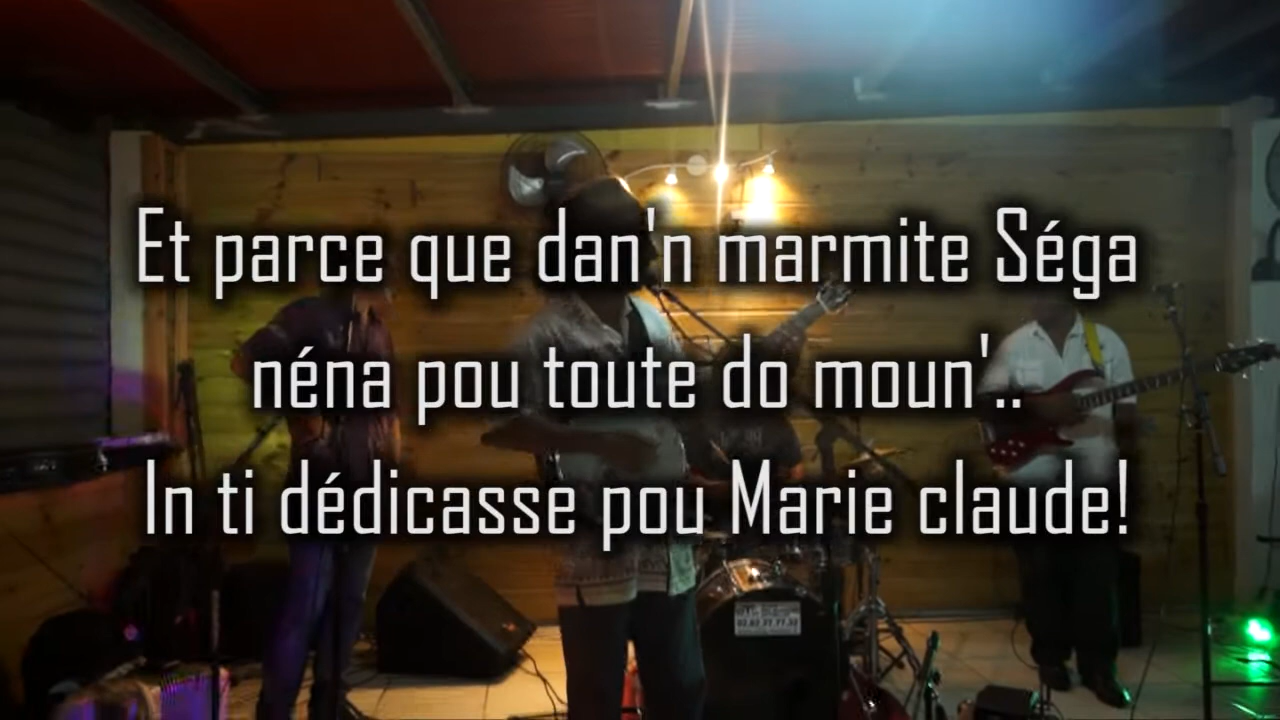 Et parce que dan'n marmite Séga
néna pou toute do moun'..
In ti dédicasse pou Marie claude!